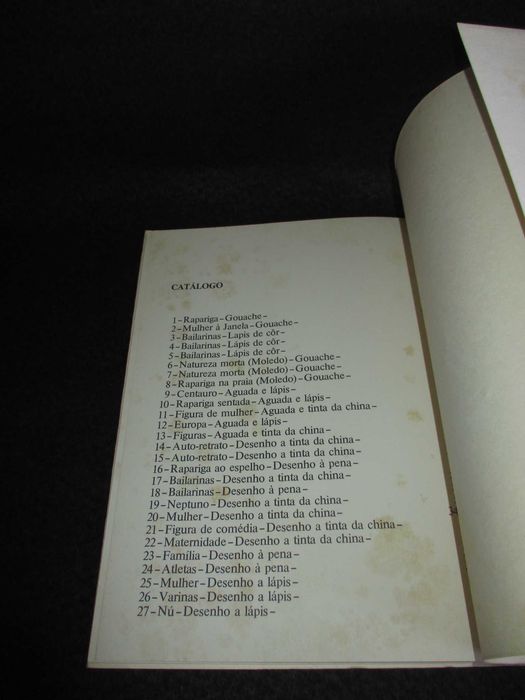 CATÁLOGO
1-Rapariga-Gouache-
2-Mulher à Janela-Gouache-
3-Bailarinas-Lapis de côr-
4-Bailarinas-Lápis de côr-
5-Bailarinas-Lápis de côr-
6-Natureza morta (Moledo)-Gouache-
7-Natureza morta (Moledo)-Gouache-
8-Rapariga na praia (Moledo)-Gouache-
9-Centauro-Aguada e lápis-
10-Rapariga sentada-Aguada e lápis-
11-Figura de mulher-Aguada e tinta da china-
12-Europa-Aguada e lápis-
13-Figuras-Aguada e tinta da china-
14-Auto-retrato-Desenho a tinta da china-
15-Auto-retrato-Desenho a tinta da china-
16-Rapariga ao espelho-Desenho à pena-
17-Bailarinas-Desenho a tinta da china-
18-Bailarinas-Desenho à pena-
19-Neptuno-Desenho a tinta da china-
20-Mulher-Desenho a tinta da china-
21-Figura de comédia-Desenho a tinta da china-
22-Maternidade-Desenho a tinta da china-
23-Família-Desenho à pena-
24-Atletas-Desenho à pena-
25-Mulher-Desenho a lápis-
26-Varinas-Desenho a lápis-
27-Nú-Desenho a lápis-